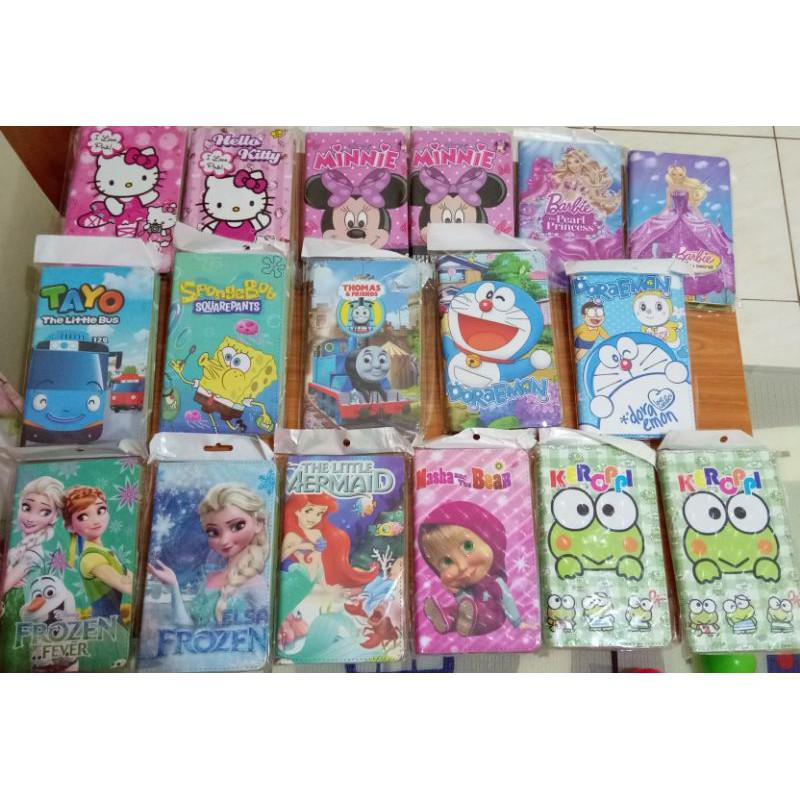 I Love
Pink!
Hello
Kitty
I Love
Pink!
MINNIE
MINNIE
Barbie
The Pearl
Princess
Barbie
TAYO
The Little Bus
120
SpongeBob
SQUAREPANTS
THOMAS
& FRIENDS
DORAEMON
DORAEMON
dora
emon
FROZEN
FEVER
ELSA
FROZEN
THE LITTLE
MERMAID
Masha and The Bear
KEROPPI
KEROPPI